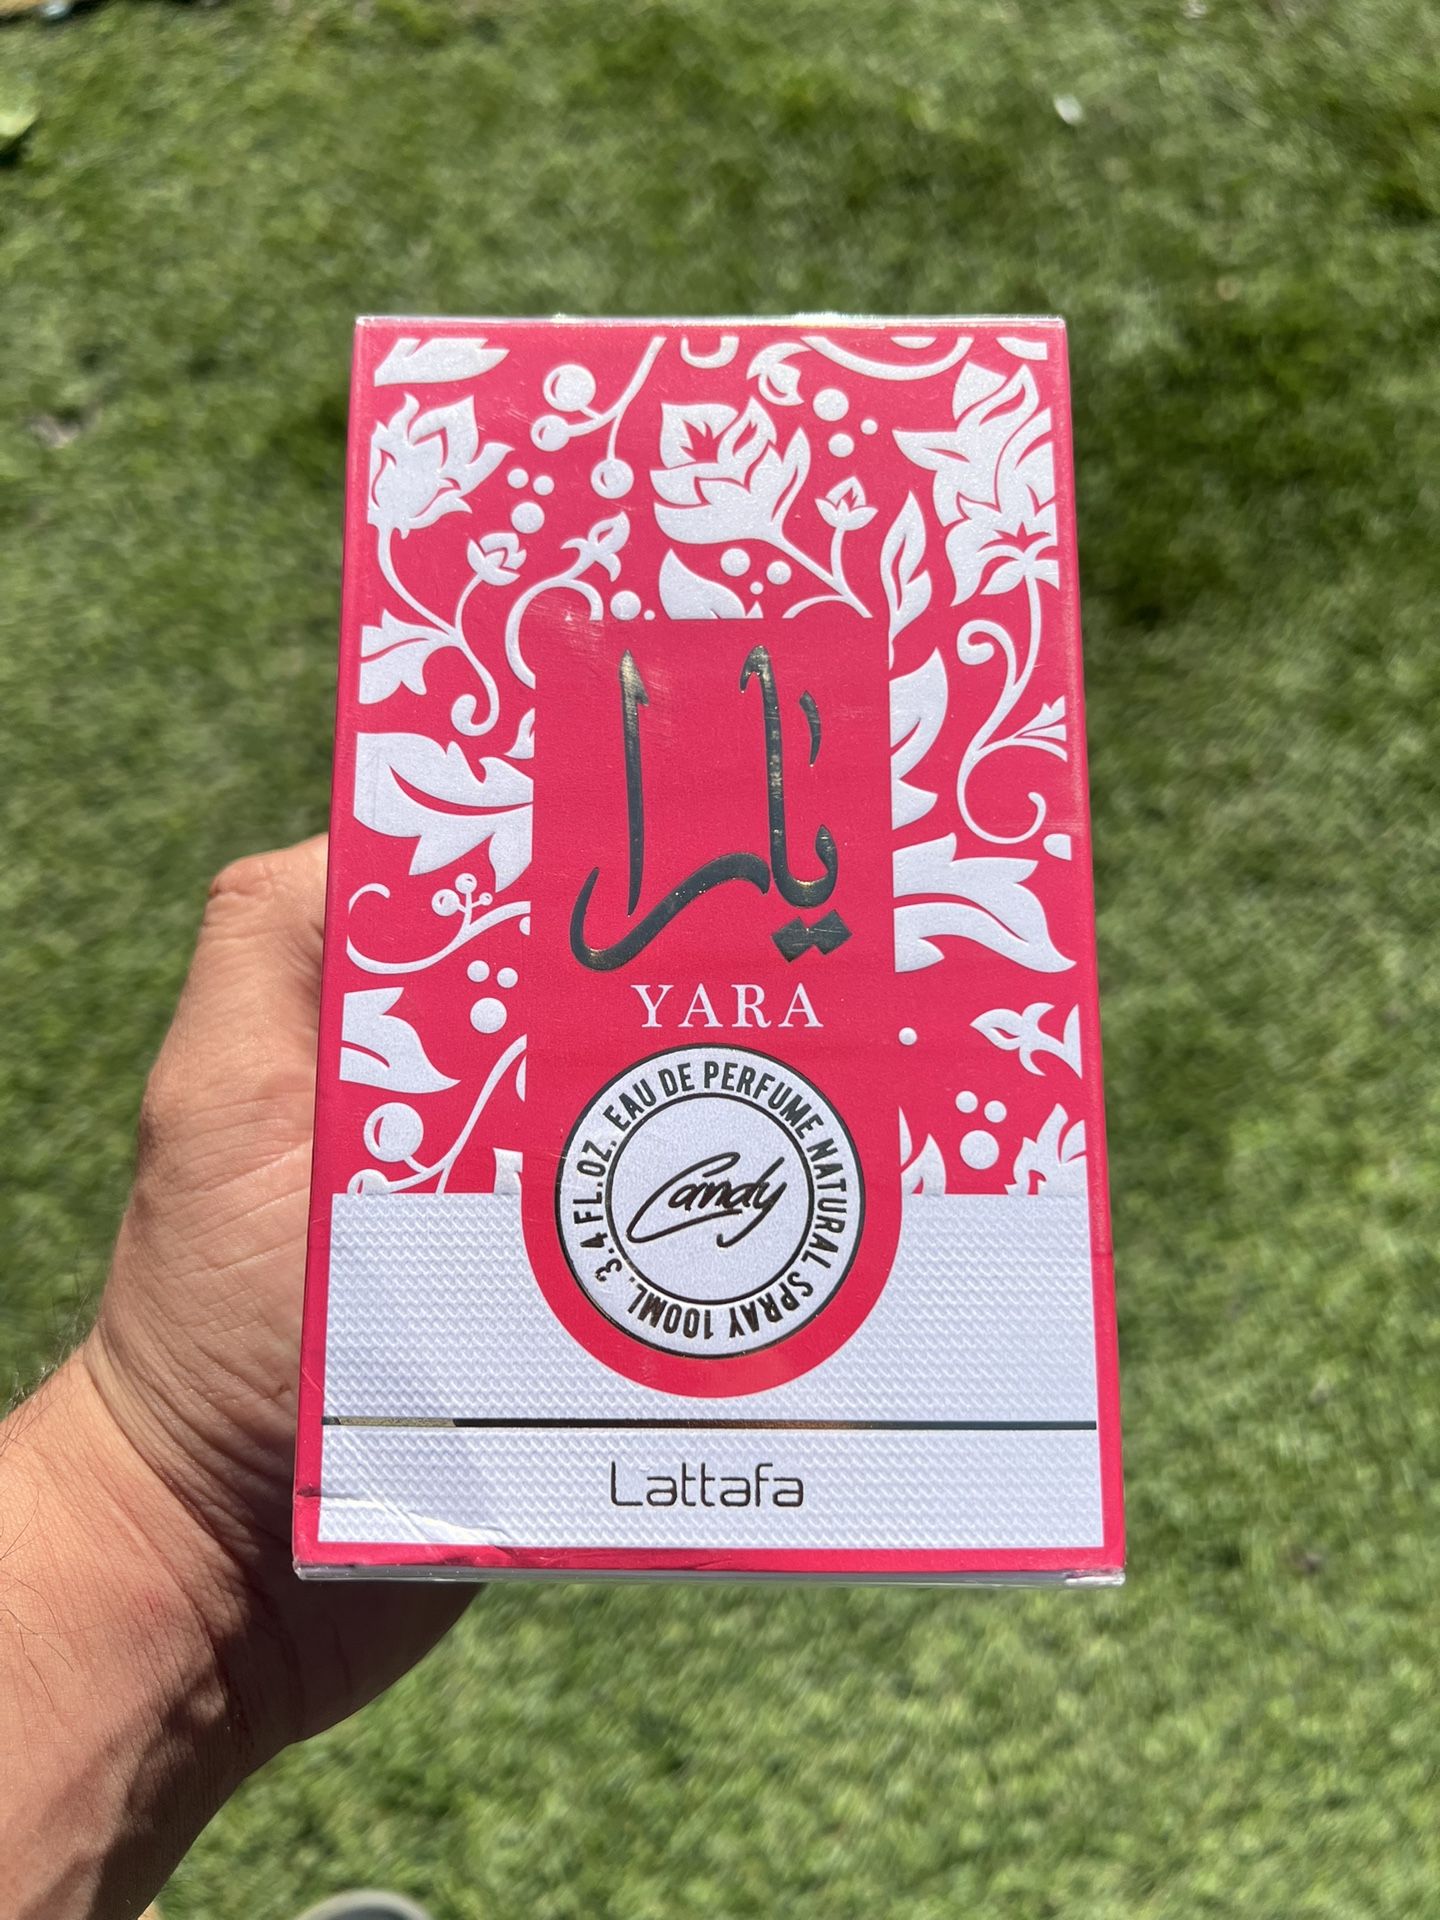 يارا
YARA
EAU DE PERFUME NATURAL SPRAY 100ML. 3.4 FL.OZ.
Candy
Lattafa